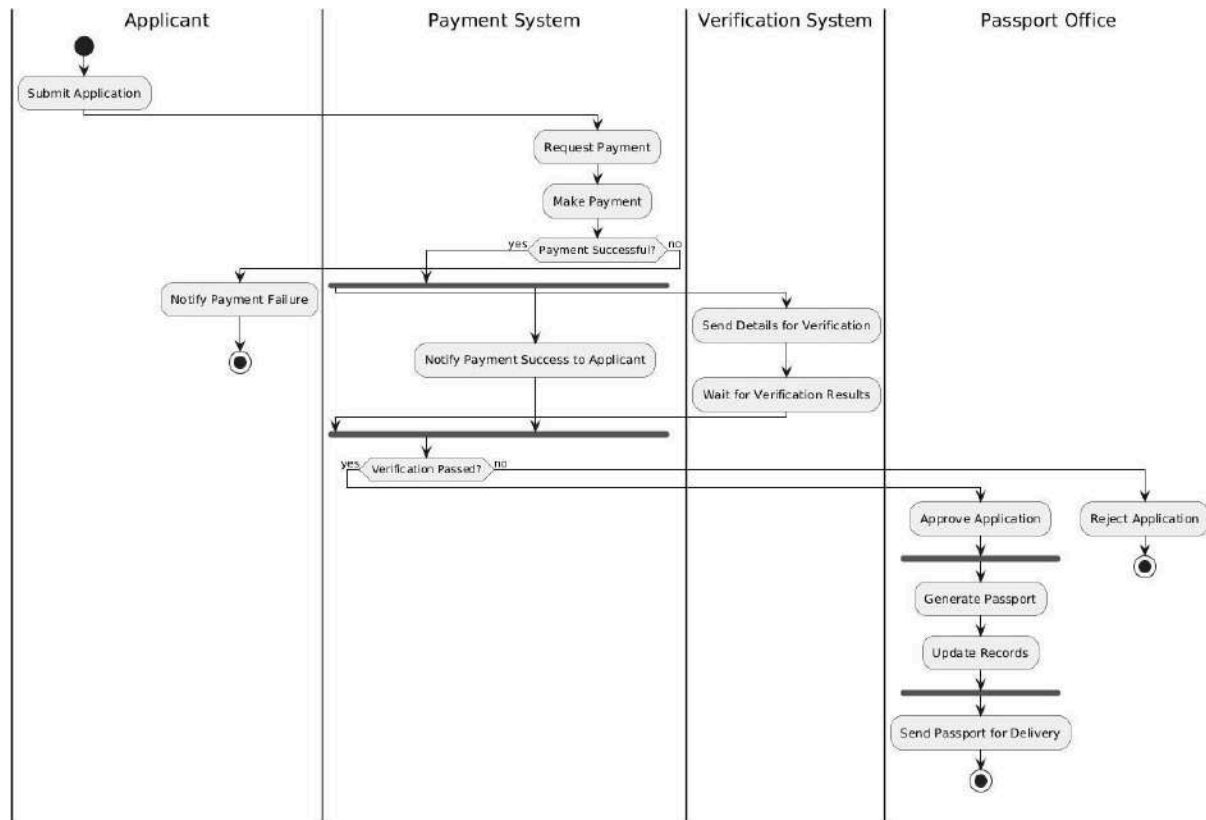 Applicant
Payment System
Verification System
Passport Office
Submit Application
Request Payment
Make Payment
yes
Payment Successful?
no
Notify Payment Failure
Send Details for Verification
Notify Payment Success to Applicant
Wait for Verification Results
yes
Verification Passed?
no
Approve Application
Reject Application
Generate Passport
Update Records
Send Passport for Delivery